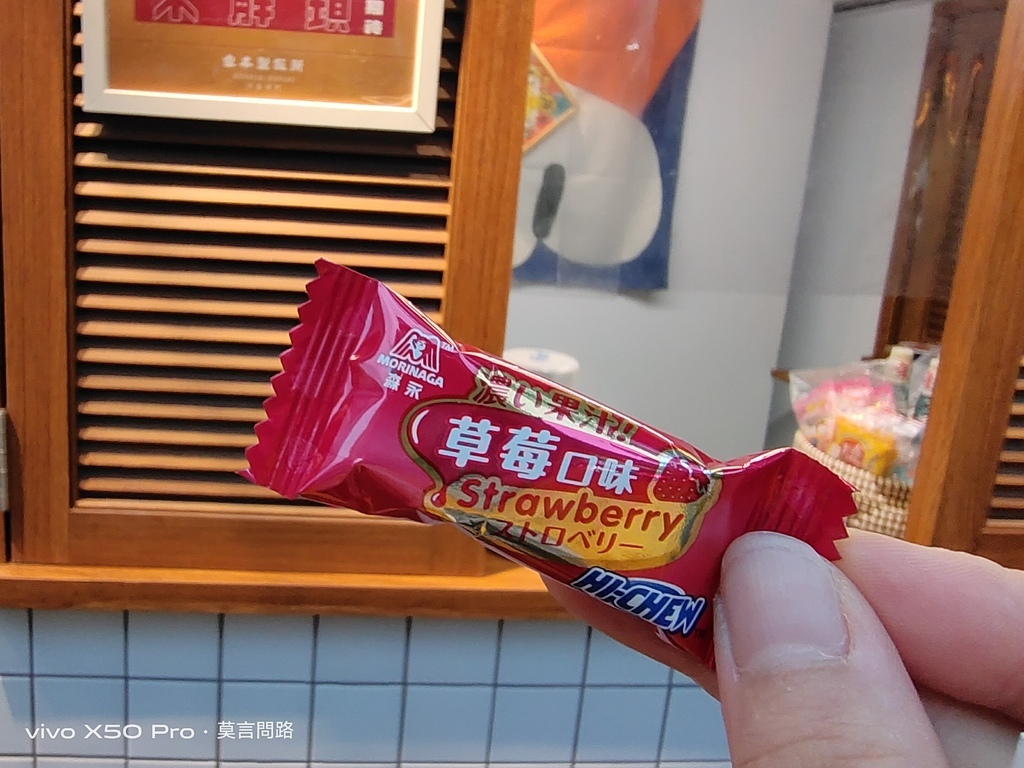 MORINAGA
森永
濃い果汁!!
草莓口味
Strawberry
ストロベリー
HI-CHEW
vivo X50 Pro · 莫言問路